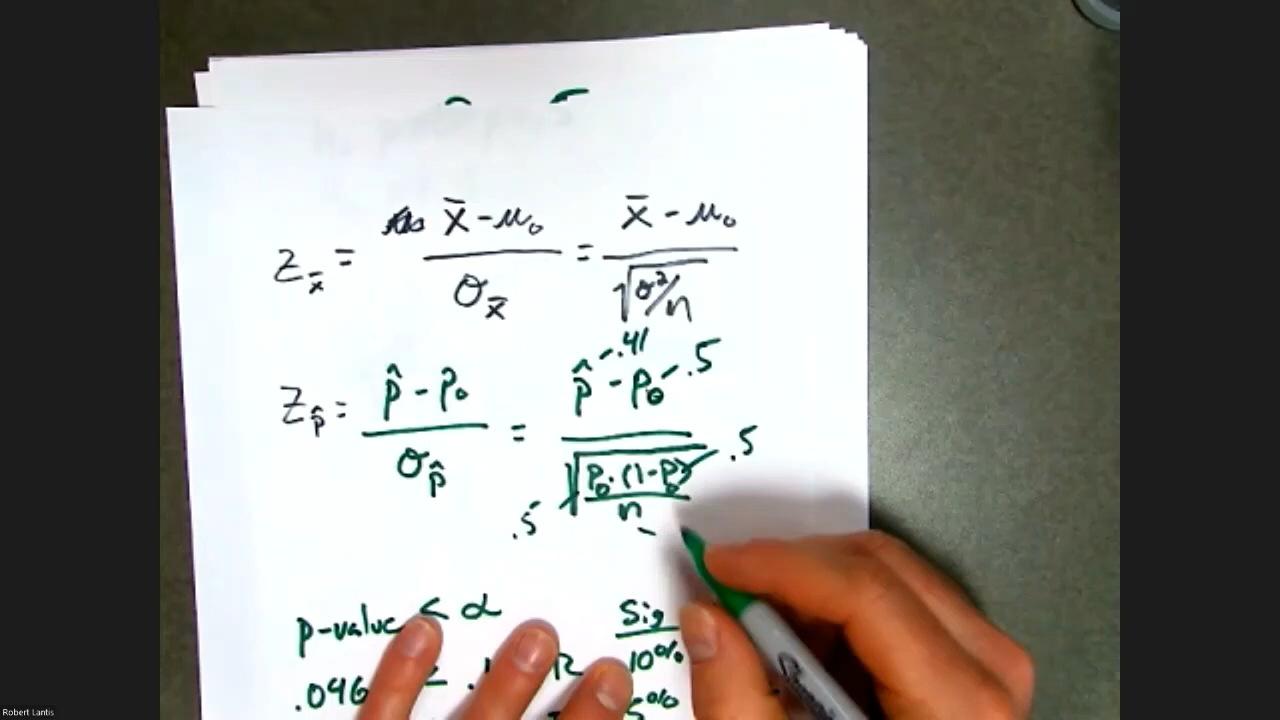 Z_x̄ = x̄ - μ₀ / σ_x̄ = x̄ - μ₀ / √(σ²/n)
.41
.5
Z_p̂ = p̂ - p₀ / σ_p̂ = p̂ - p₀ / √(p₀·(1-p₀)/n)
.5
.5
p-value < α
Sig
.096
10%
5%
Robert Lantis